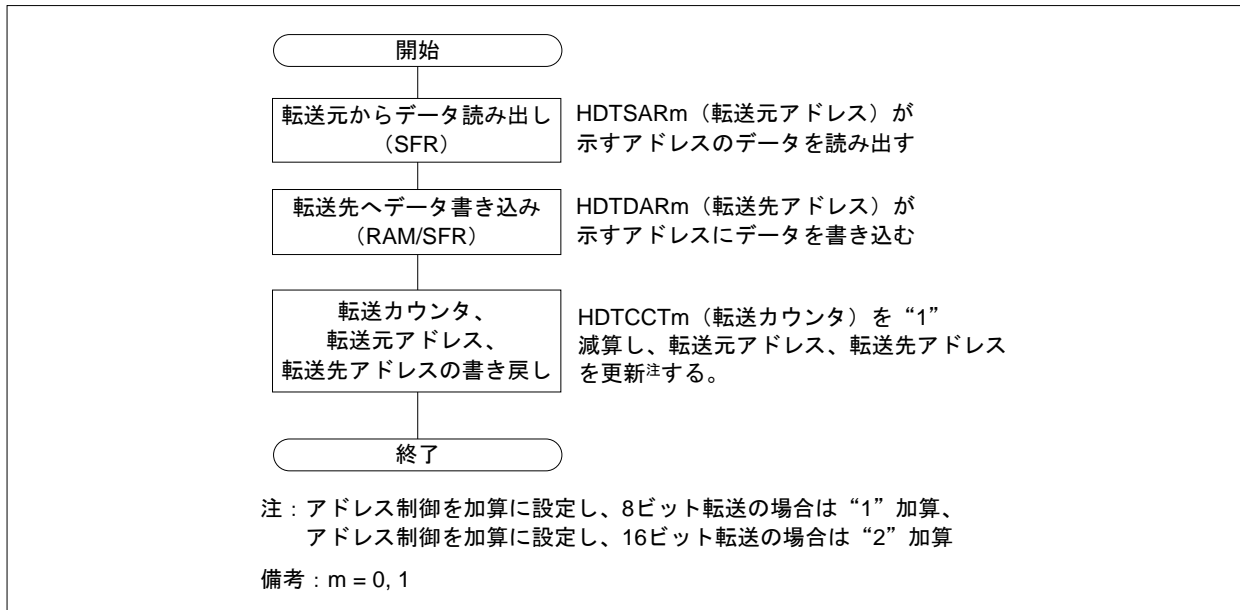 開始
転送元からデータ読み出し
（SFR）
HDTSARm（転送元アドレス）が
示すアドレスのデータを読み出す
転送先へデータ書き込み
（RAM/SFR）
HDTDARm（転送先アドレス）が
示すアドレスにデータを書き込む
転送カウンタ、
転送元アドレス、
転送先アドレスの書き戻し
HDTCCTm（転送カウンタ）を“1”
減算し、転送元アドレス、転送先アドレス
を更新注する。
終了
注：アドレス制御を加算に設定し、8ビット転送の場合は“1”加算、
アドレス制御を加算に設定し、16ビット転送の場合は“2”加算
備考：m = 0, 1